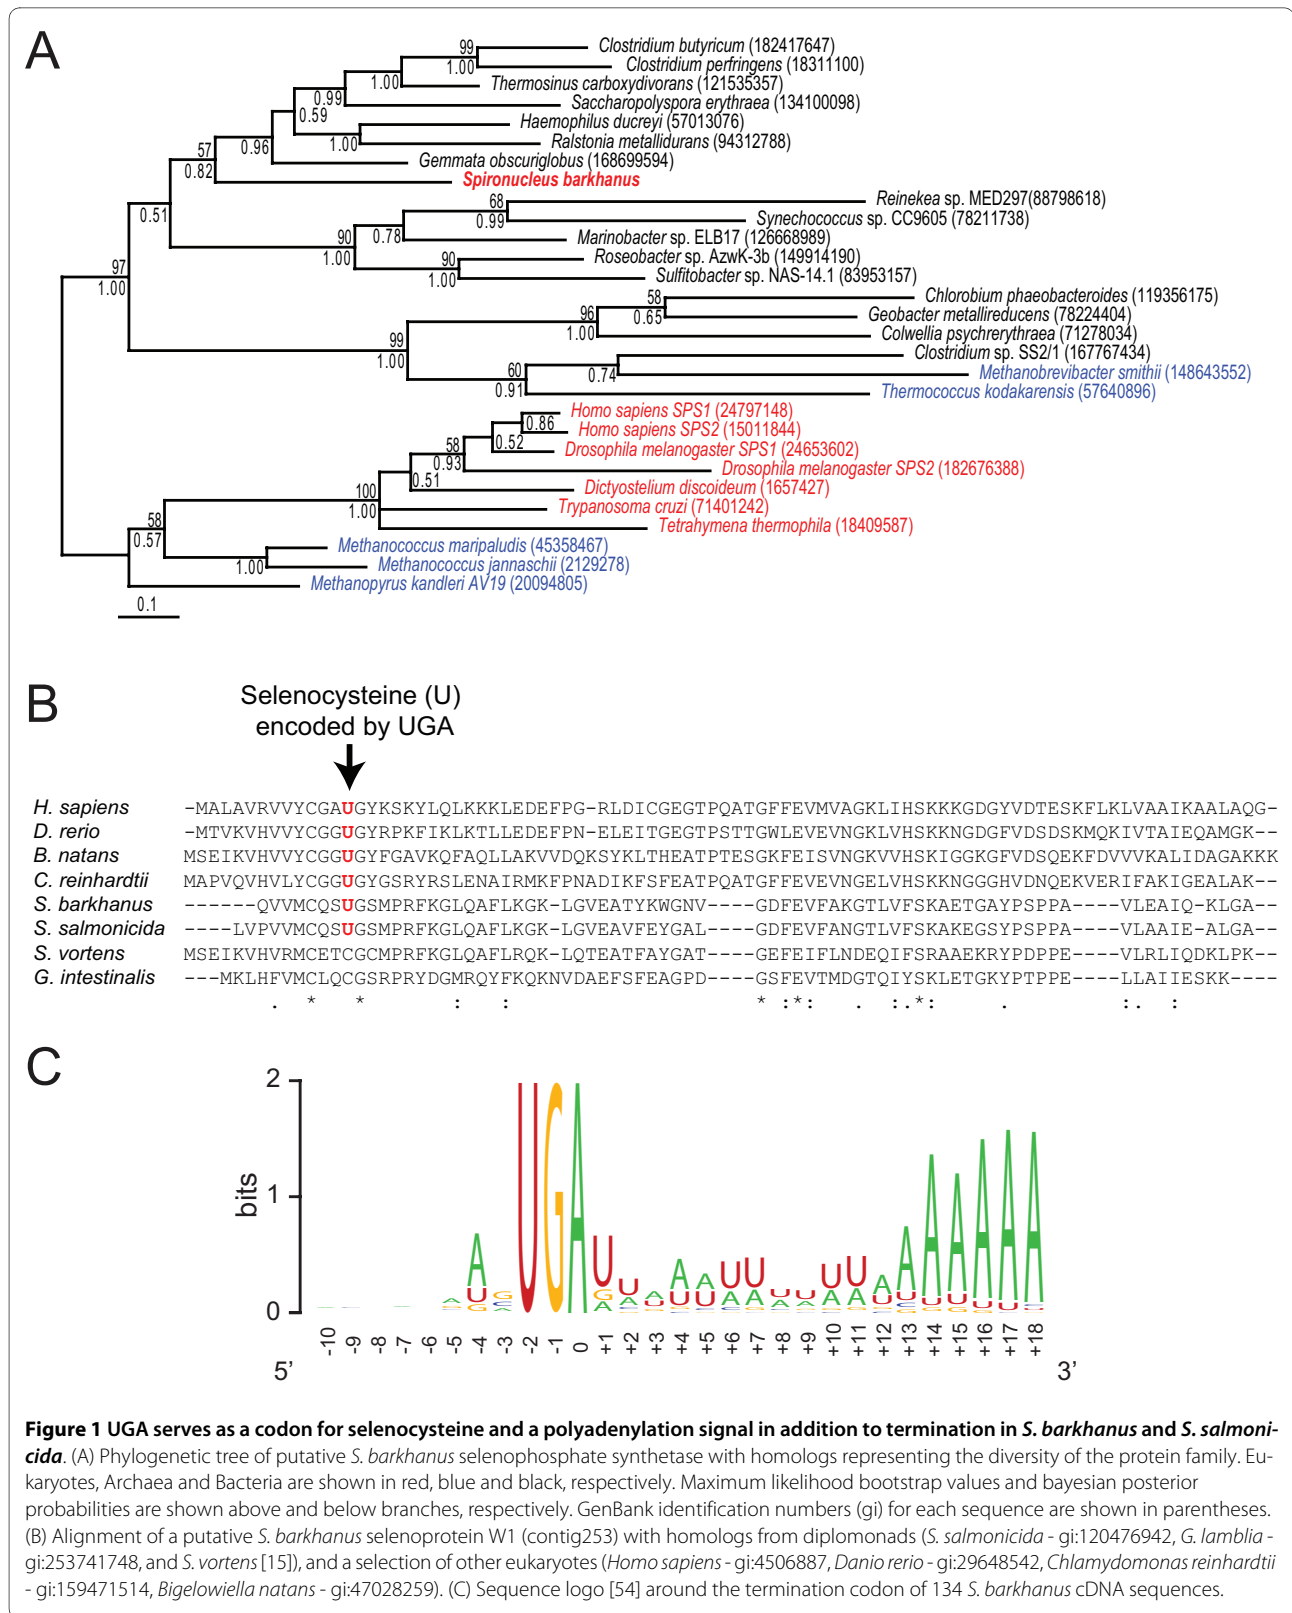 A
99
Clostridium butyricum (182417647)
1.00
Clostridium perfringens (18311100)
1.00
Thermosinus carboxydivorans (121535357)
0.99
Saccharopolyspora erythraea (134100098)
0.59
Haemophilus ducreyi (57013076)
0.96
1.00
Ralstonia metallidurans (94312788)
57
Gemmata obscuriglobus (168699594)
0.82
Spironucleus barkhanus
68
Reinekea sp. MED297(88798618)
0.51
0.99
Synechococcus sp. CC9605 (78211738)
90
0.78
Marinobacter sp. ELB17 (126668989)
1.00
90
Roseobacter sp. AzwK-3b (149914190)
97
1.00
Sulfitobacter sp. NAS-14.1 (83953157)
1.00
58
Chlorobium phaeobacteroides (119356175)
96
0.65
Geobacter metallireducens (78224404)
99
1.00
Colwellia psychrerythraea (71278034)
1.00
Clostridium sp. SS2/1 (167767434)
60
0.74
Methanobrevibacter smithii (148643552)
0.91
Thermococcus kodakarensis (57640896)
Homo sapiens SPS1 (24797148)
0.86
Homo sapiens SPS2 (15011844)
58
0.52
Drosophila melanogaster SPS1 (24653602)
0.93
Drosophila melanogaster SPS2 (182676388)
0.51
Dictyostelium discoideum (1657427)
100
1.00
Trypanosoma cruzi (71401242)
58
Tetrahymena thermophila (18409587)
0.57
Methanococcus maripaludis (45358467)
1.00
Methanococcus jannaschii (2129278)
Methanopyrus kandleri AV19 (20094805)
0.1
B
Selenocysteine (U)
encoded by UGA
H. sapiens -MALAVRVVYCGAUGYKSKYLQLKKKLEDEFPG-RLDICGEGTPQATGFFEVMVAGKLIHSKKKGDGYVDTESKFLKLVAAIKAALAQG-
D. rerio -MTVKVHVVYCGGUGYRPKFIKLKTLLEDEFPN-ELEITGEGTPSTTGWLEVEVNGKLVHSKKNGDGFVDSDSKMQKIVTAIEQAMGK--
B. natans MSEIKVHVVYCGGUGYFGAVKQFAQLLAKVVDQKSYKLTHEATPTESGKFEISVNGKVVHSKIGGKGFVDSQEKFDVVVKALIDAGAKKK
C. reinhardtii MAPVQVHVLYCGGUGYGSRYRSLENAIRMKFPNADIKFSFEATPQATGFFEVEVNGELVHSKKNGGGHVDNQEKVERIFAKIGEALAK--
S. barkhanus ------QVVMCQSUGSMPRFKGLQAFLKGK-LGVEATYKWGNV----GDFEVFAKGTLVFSKAETGAYPSPPA----VLEAIQ-KLGA--
S. salmonicida ----LVPVVMCQSUGSMPRFKGLQAFLKGK-LGVEAVFEYGAL----GDFEVFAKGTLVFSKAKEGSYPSPPA----VLAAIE-ALGA--
S. vortens MSEIKVHVRMCETCGCMPRFKGLQAFLRQK-LQTEATFAYGAT----GEFEIFLNDEQIFSRAAEKRYPDPPE----VLRLIQDKLPK--
G. intestinalis ---MKLHFVMCLQCGSRPRYDGMRQYFKQKNVDAEFSFEAGPD----GSFEVTMDGTQIYSKLETGKYPTPPE----LLAIIESKK----
. * * : : * :*: . :.*: . :. :
C
2
1
0
bits
-10 -9 -8 -7 -6 -5 -4 -3 -2 -1 0 +1 +2 +3 +4 +5 +6 +7 +8 +9 +10 +11 +12 +13 +14 +15 +16 +17 +18
5’ 3’
Figure 1 UGA serves as a codon for selenocysteine and a polyadenylation signal in addition to termination in S. barkhanus and S. salmoni-
cida. (A) Phylogenetic tree of putative S. barkhanus selenophosphate synthetase with homologs representing the diversity of the protein family. Eu-
karyotes, Archaea and Bacteria are shown in red, blue and black, respectively. Maximum likelihood bootstrap values and bayesian posterior
probabilities are shown above and below branches, respectively. GenBank identification numbers (gi) for each sequence are shown in parentheses.
(B) Alignment of a putative S. barkhanus selenoprotein W1 (contig253) with homologs from diplomonads (S. salmonicida - gi:120476942, G. lamblia -
gi:253741748, and S. vortens [15]), and a selection of other eukaryotes (Homo sapiens - gi:4506887, Danio rerio - gi:29648542, Chlamydomonas reinhardtii
- gi:159471514, Bigelowiella natans - gi:47028259). (C) Sequence logo [54] around the termination codon of 134 S. barkhanus cDNA sequences.